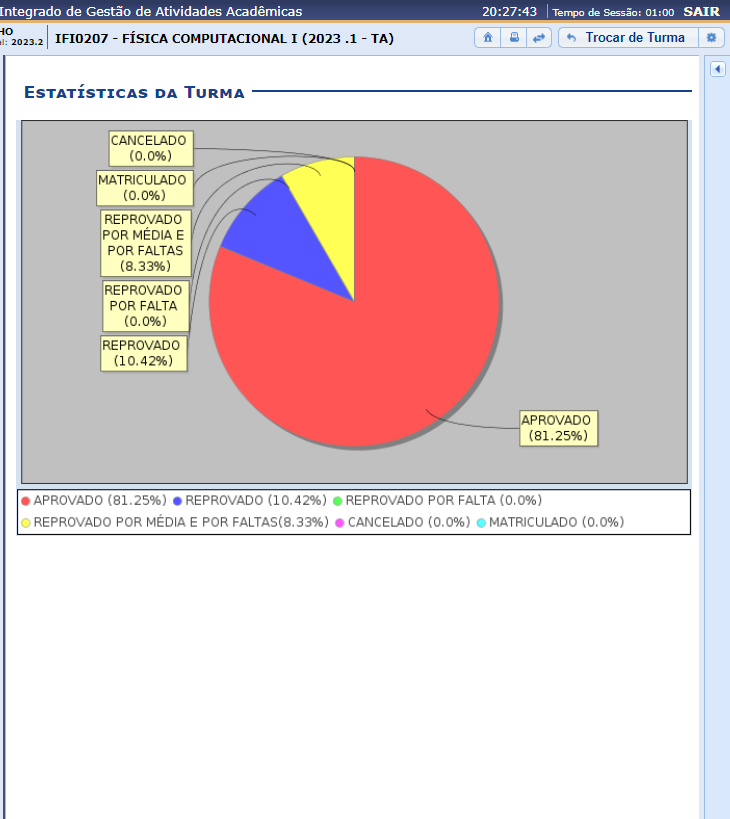 Integrado de Gestão de Atividades Acadêmicas 20:27:43 Tempo de Sessão: 01:00 SAIR
HO
el: 2023.2
IFI0207 - FÍSICA COMPUTACIONAL I (2023 .1 - TA) Trocar de Turma
Estatísticas da Turma
CANCELADO
(0.0%)
MATRICULADO
(0.0%)
REPROVADO
POR MÉDIA E
POR FALTAS
(8.33%)
REPROVADO
POR FALTA
(0.0%)
REPROVADO
(10.42%)
APROVADO
(81.25%)
APROVADO (81.25%) REPROVADO (10.42%) REPROVADO POR FALTA (0.0%)
REPROVADO POR MÉDIA E POR FALTAS(8.33%) CANCELADO (0.0%) MATRICULADO (0.0%)